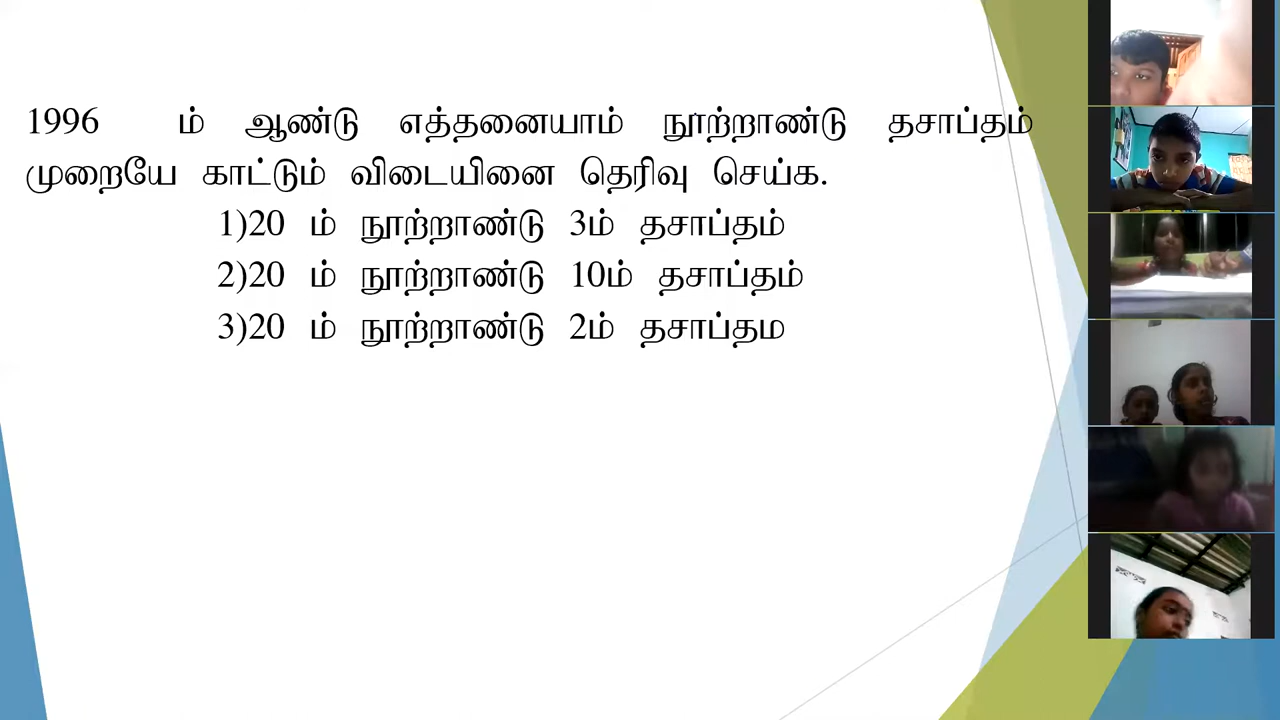 1996 ம் ஆண்டு எத்தனையாம் நூற்றாண்டு தசாப்தம்
முறையே காட்டும் விடையினை தெரிவு செய்க.
1)20 ம் நூற்றாண்டு 3ம் தசாப்தம்
2)20 ம் நூற்றாண்டு 10ம் தசாப்தம்
3)20 ம் நூற்றாண்டு 2ம் தசாப்தம